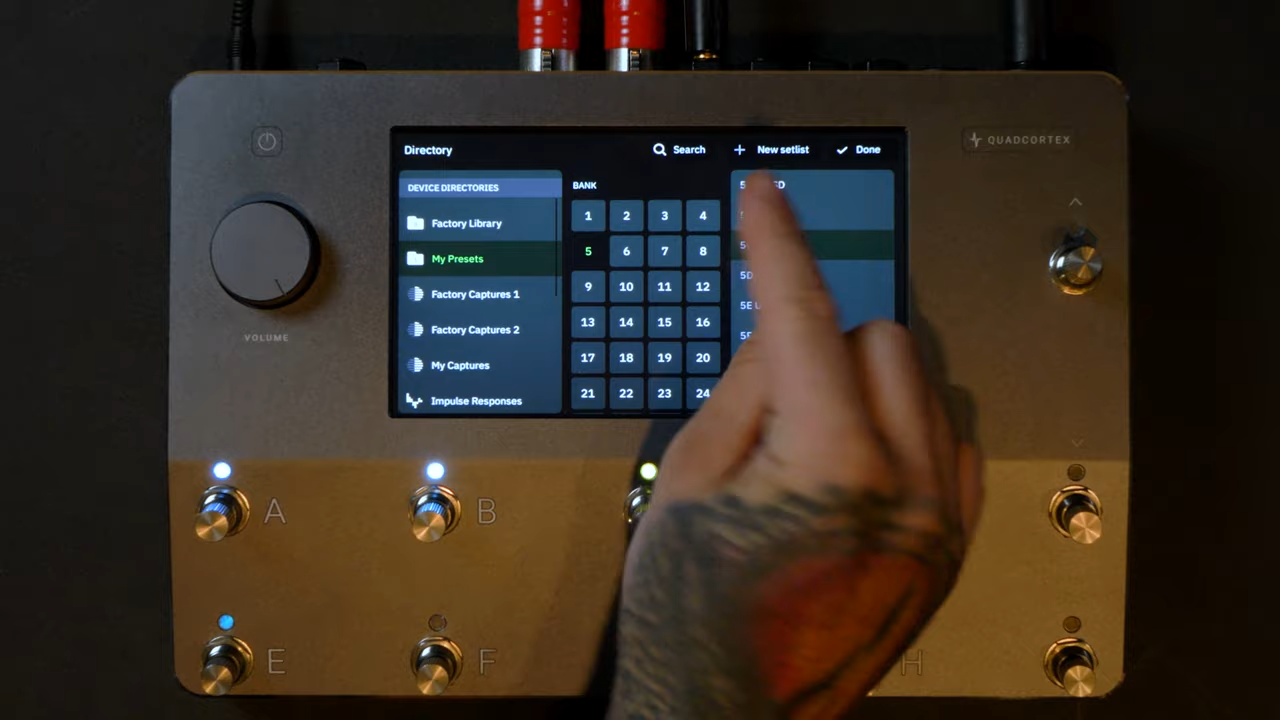 QUADCORTEX
Directory
Search
New setlist
Done
DEVICE DIRECTORIES
BANK
Factory Library
My Presets
Factory Captures 1
Factory Captures 2
My Captures
Impulse Responses
1 2 3 4
5 6 7 8
9 10 11 12
13 14 15 16
17 18 19 20
21 22 23 24
VOLUME
A
B
E
F
H